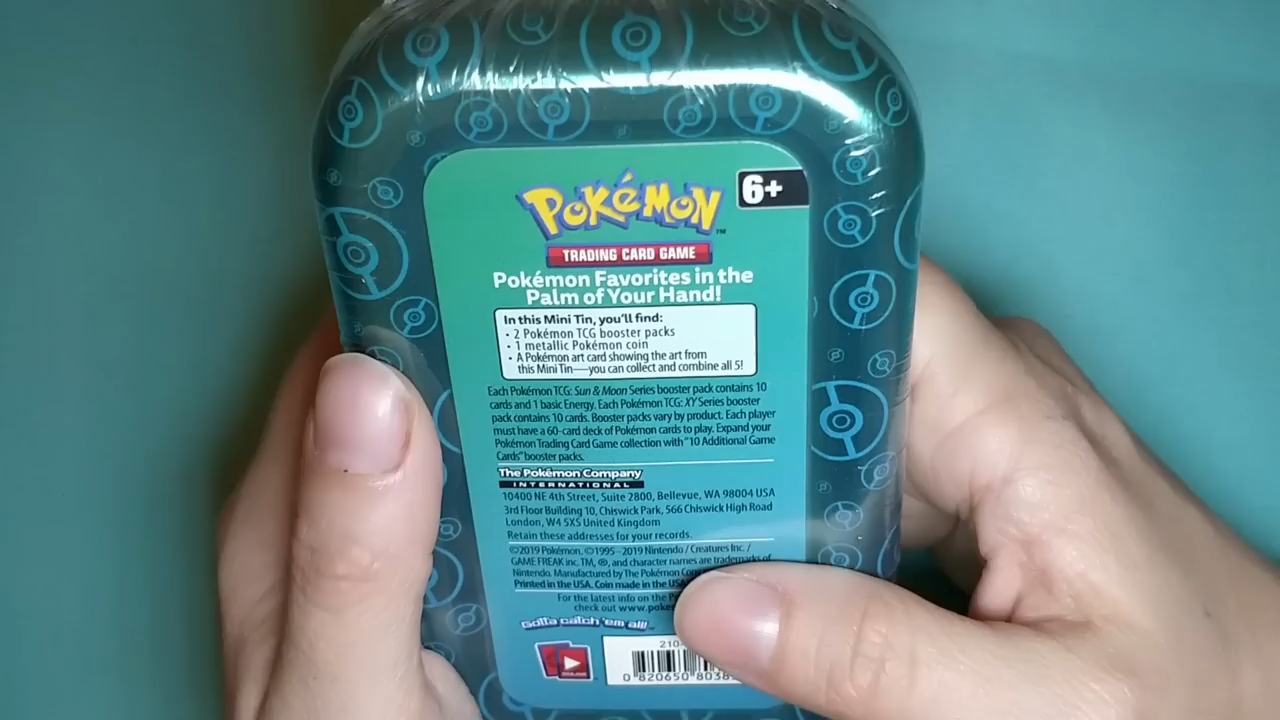 Pokémon
6+
TRADING CARD GAME
Pokémon Favorites in the
Palm of Your Hand!
In this Mini Tin, you'll find:
• 2 Pokémon TCG booster packs
• 1 metallic Pokémon coin
• A Pokémon art card showing the art from
this Mini Tin—you can collect and combine all 5!
Each Pokémon TCG: Sun & Moon Series booster pack contains 10
cards and 1 basic Energy. Each Pokémon TCG: XY Series booster
pack contains 10 cards. Booster packs vary by product. Each player
must have a 60-card deck of Pokémon cards to play. Expand your
Pokémon Trading Card Game collection with "10 Additional Game
Cards" booster packs.
The Pokémon Company
INTERNATIONAL
10400 NE 4th Street, Suite 2800, Bellevue, WA 98004 USA
3rd Floor Building 10, Chiswick Park, 566 Chiswick High Road
London, W4 5XS United Kingdom
Retain these addresses for your records.
©2019 Pokémon, ©1995–2019 Nintendo / Creatures Inc. /
GAME FREAK inc. TM, ®, and character names are trademarks of
Nintendo. Manufactured by The Pokémon
Printed in the USA. Coin made in the USA
For the latest info on the
check out
Gotta catch 'em all!™
ONLINE
210-
0 820650 803